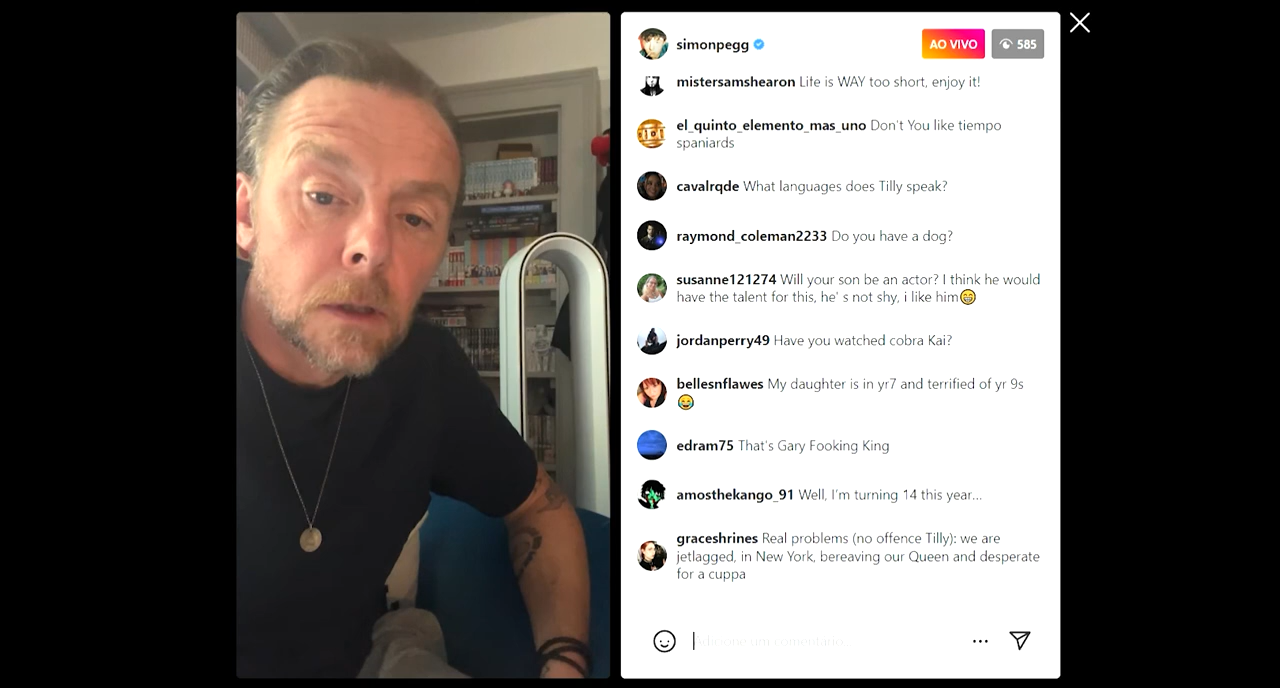 simonpegg
AO VIVO
585
mistersamshearon Life is WAY too short, enjoy it!
el_quinto_elemento_mas_uno Don't You like tiempo
spaniards
cavalrqde What languages does Tilly speak?
raymond_coleman2233 Do you have a dog?
susanne121274 Will your son be an actor? I think he would
have the talent for this, he' s not shy, i like him😁
jordanperry49 Have you watched cobra Kai?
bellesnflawes My daughter is in yr7 and terrified of yr 9s
😂
edram75 That's Gary Fooking King
amosthekango_91 Well, I'm turning 14 this year...
graceshrines Real problems (no offence Tilly): we are
jetlagged, in New York, bereaving our Queen and desperate
for a cuppa